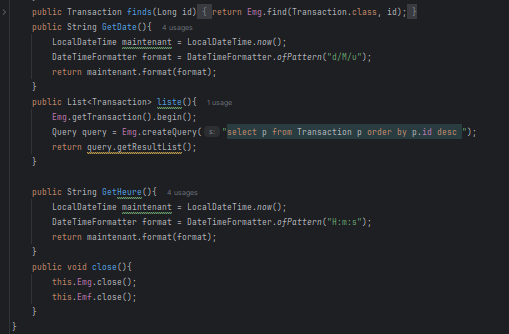 public Transaction finds(Long id) { return Emg.find(Transaction.class, id); }
public String GetDate(){ 4 usages
LocalDateTime maintenant = LocalDateTime.now();
DateTimeFormatter format = DateTimeFormatter.ofPattern("d/M/u");
return maintenant.format(format);
}
public List<Transaction> liste(){ 1 usage
Emg.getTransaction().begin();
Query query = Emg.createQuery( s: "select p from Transaction p order by p.id desc ");
return query.getResultList();
}
public String GetHeure(){ 4 usages
LocalDateTime maintenant = LocalDateTime.now();
DateTimeFormatter format = DateTimeFormatter.ofPattern("H:m:s");
return maintenant.format(format);
}
public void close(){
this.Emg.close();
this.Emf.close();
}
}